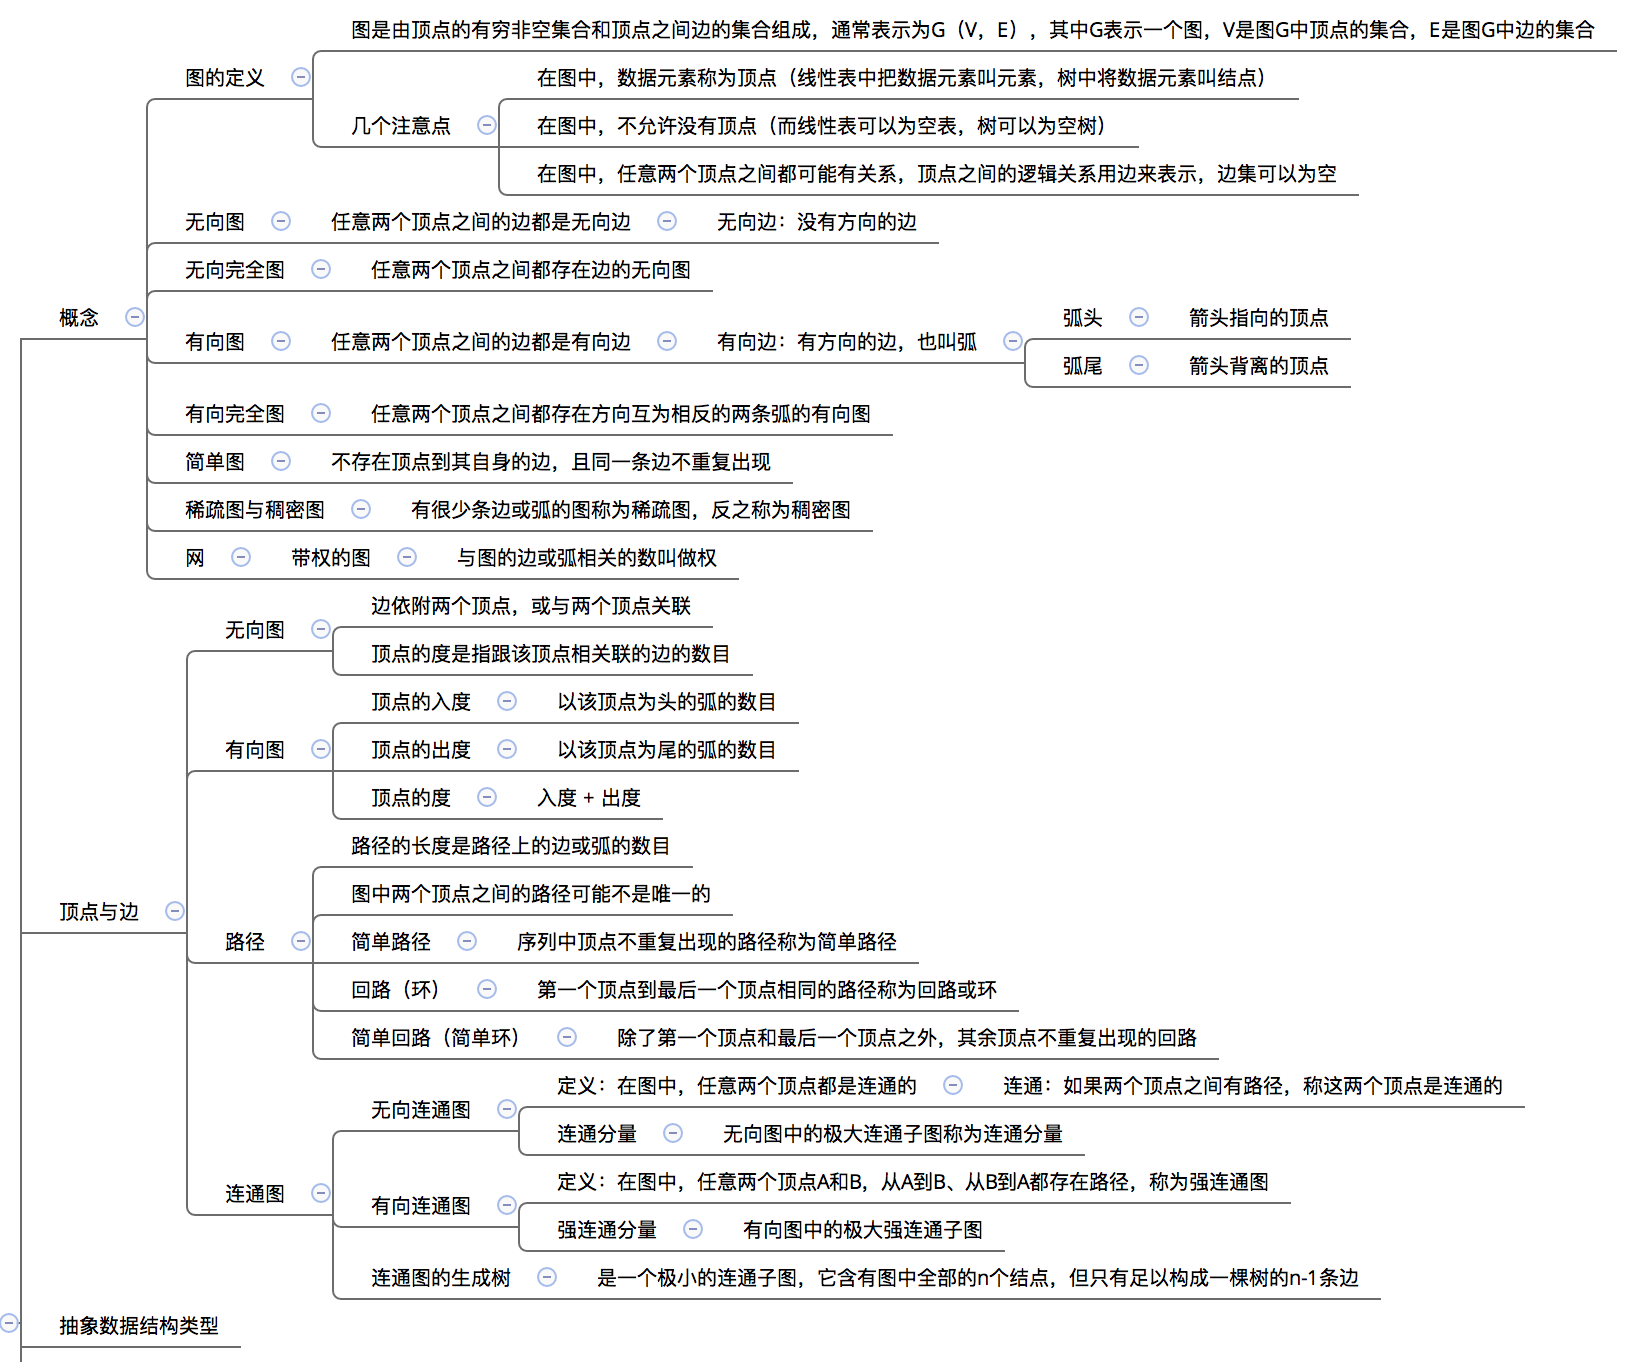 图是由顶点的有穷非空集合和顶点之间边的集合组成，通常表示为G（V，E），其中G表示一个图，V是图G中顶点的集合，E是图G中边的集合
图的定义
在图中，数据元素称为顶点（线性表中把数据元素叫元素，树中将数据元素叫结点）
几个注意点
在图中，不允许没有顶点（而线性表可以为空表，树可以为空树）
在图中，任意两个顶点之间都可能有关系，顶点之间的逻辑关系用边来表示，边集可以为空
无向图 任意两个顶点之间的边都是无向边 无向边：没有方向的边
无向完全图 任意两个顶点之间都存在边的无向图
概念
弧头 箭头指向的顶点
有向图 任意两个顶点之间的边都是有向边 有向边：有方向的边，也叫弧
弧尾 箭头背离的顶点
有向完全图 任意两个顶点之间都存在方向互为相反的两条弧的有向图
简单图 不存在顶点到其自身的边，且同一条边不重复出现
稀疏图与稠密图 有很少条边或弧的图称为稀疏图，反之称为稠密图
网 带权的图 与图的边或弧相关的数叫做权
边依附两个顶点，或与两个顶点关联
无向图
顶点的度是指跟该顶点相关联的边的数目
顶点的入度 以该顶点为头的弧的数目
有向图
顶点的出度 以该顶点为尾的弧的数目
顶点的度 入度 + 出度
路径的长度是路径上的边或弧的数目
图中两个顶点之间的路径可能不是唯一的
顶点与边
路径
简单路径 序列中顶点不重复出现的路径称为简单路径
回路（环） 第一个顶点到最后一个顶点相同的路径称为回路或环
简单回路（简单环） 除了第一个顶点和最后一个顶点之外，其余顶点不重复出现的回路
定义：在图中，任意两个顶点都是连通的 连通：如果两个顶点之间有路径，称这两个顶点是连通的
无向连通图
连通分量 无向图中的极大连通子图称为连通分量
定义：在图中，任意两个顶点A和B，从A到B、从B到A都存在路径，称为强连通图
连通图
有向连通图
强连通分量 有向图中的极大强连通子图
连通图的生成树 是一个极小的连通子图，它含有图中全部的n个结点，但只有足以构成一棵树的n-1条边
抽象数据结构类型